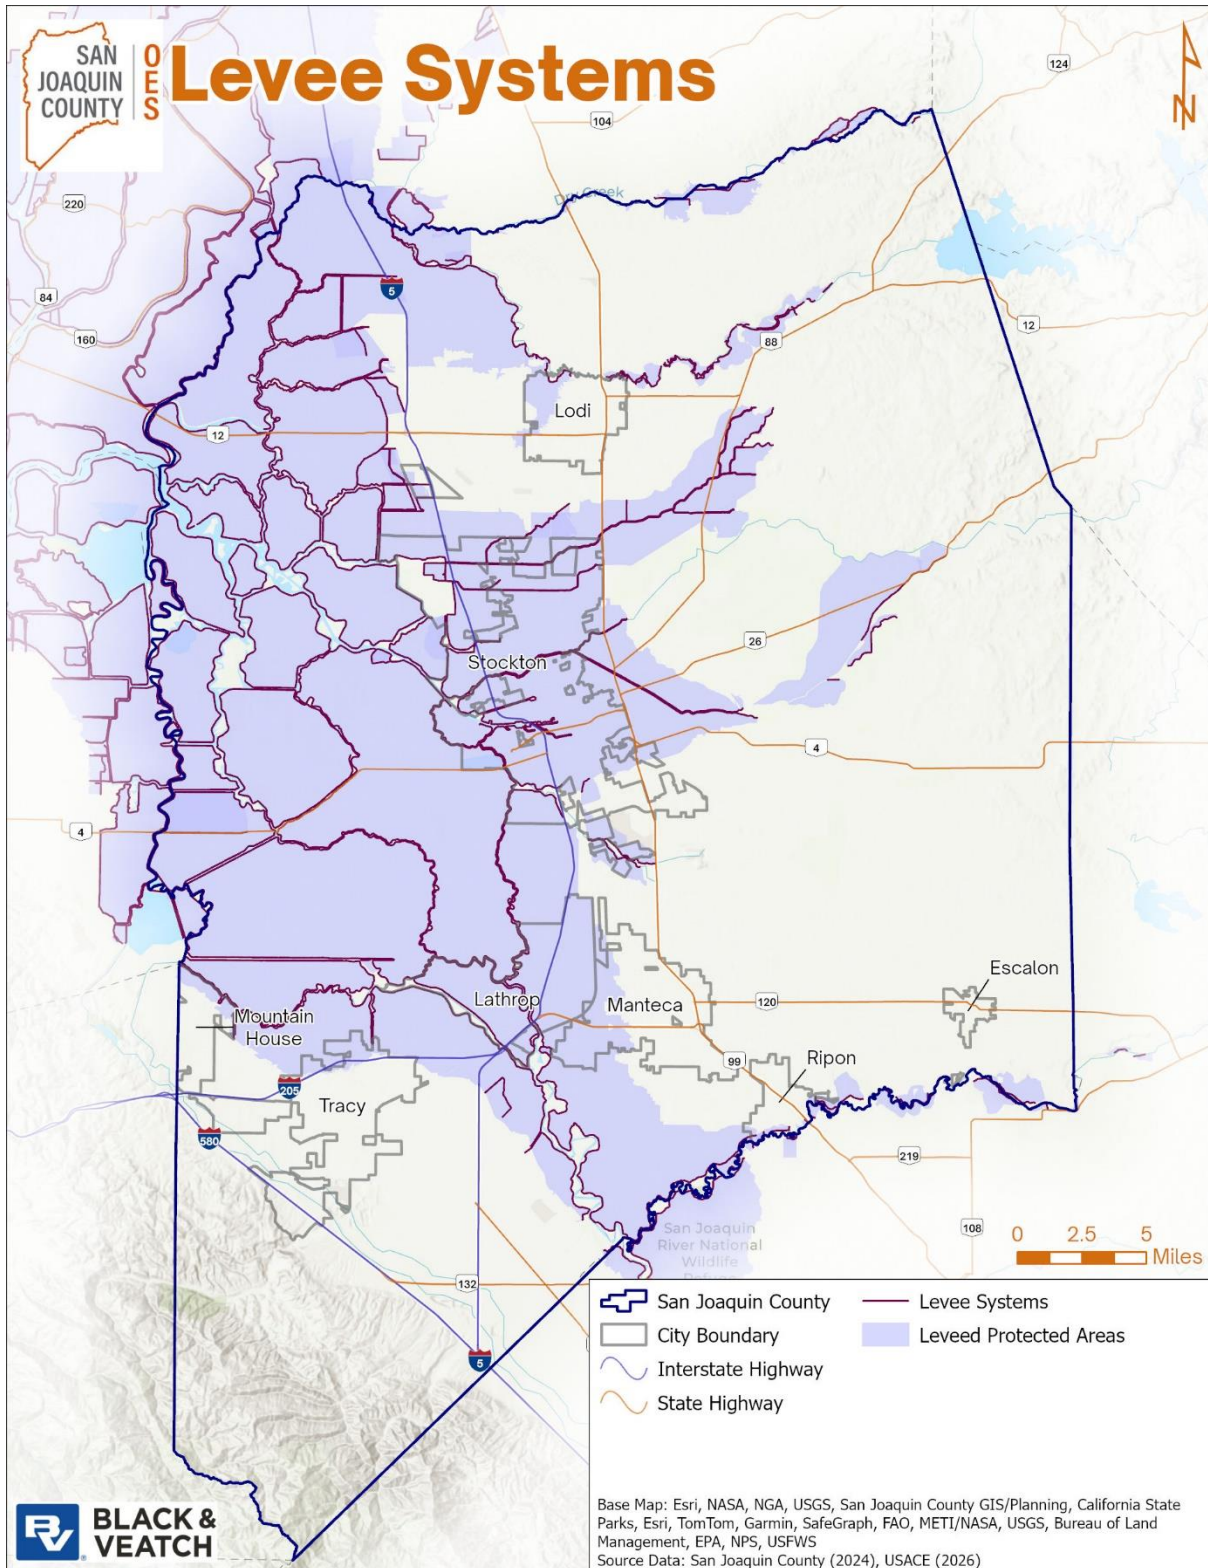 SAN
JOAQUIN
COUNTY
OES
Levee Systems
N
124
104
220
Dry Creek
84
5
160
12
88
Lodi
12
Stockton
26
4
4
Escalon
Lathrop
Manteca
120
Mountain
House
99
Ripon
205
Tracy
580
219
108
San Joaquin
River National
Wildlife
Refuge
0 2.5 5
Miles
132
5
San Joaquin County
Levee Systems
City Boundary
Leveed Protected Areas
Interstate Highway
State Highway
Base Map: Esri, NASA, NGA, USGS, San Joaquin County GIS/Planning, California State
Parks, Esri, TomTom, Garmin, SafeGraph, FAO, METI/NASA, USGS, Bureau of Land
Management, EPA, NPS, USFWS
Source Data: San Joaquin County (2024), USACE (2026)
BV
BLACK &
VEATCH